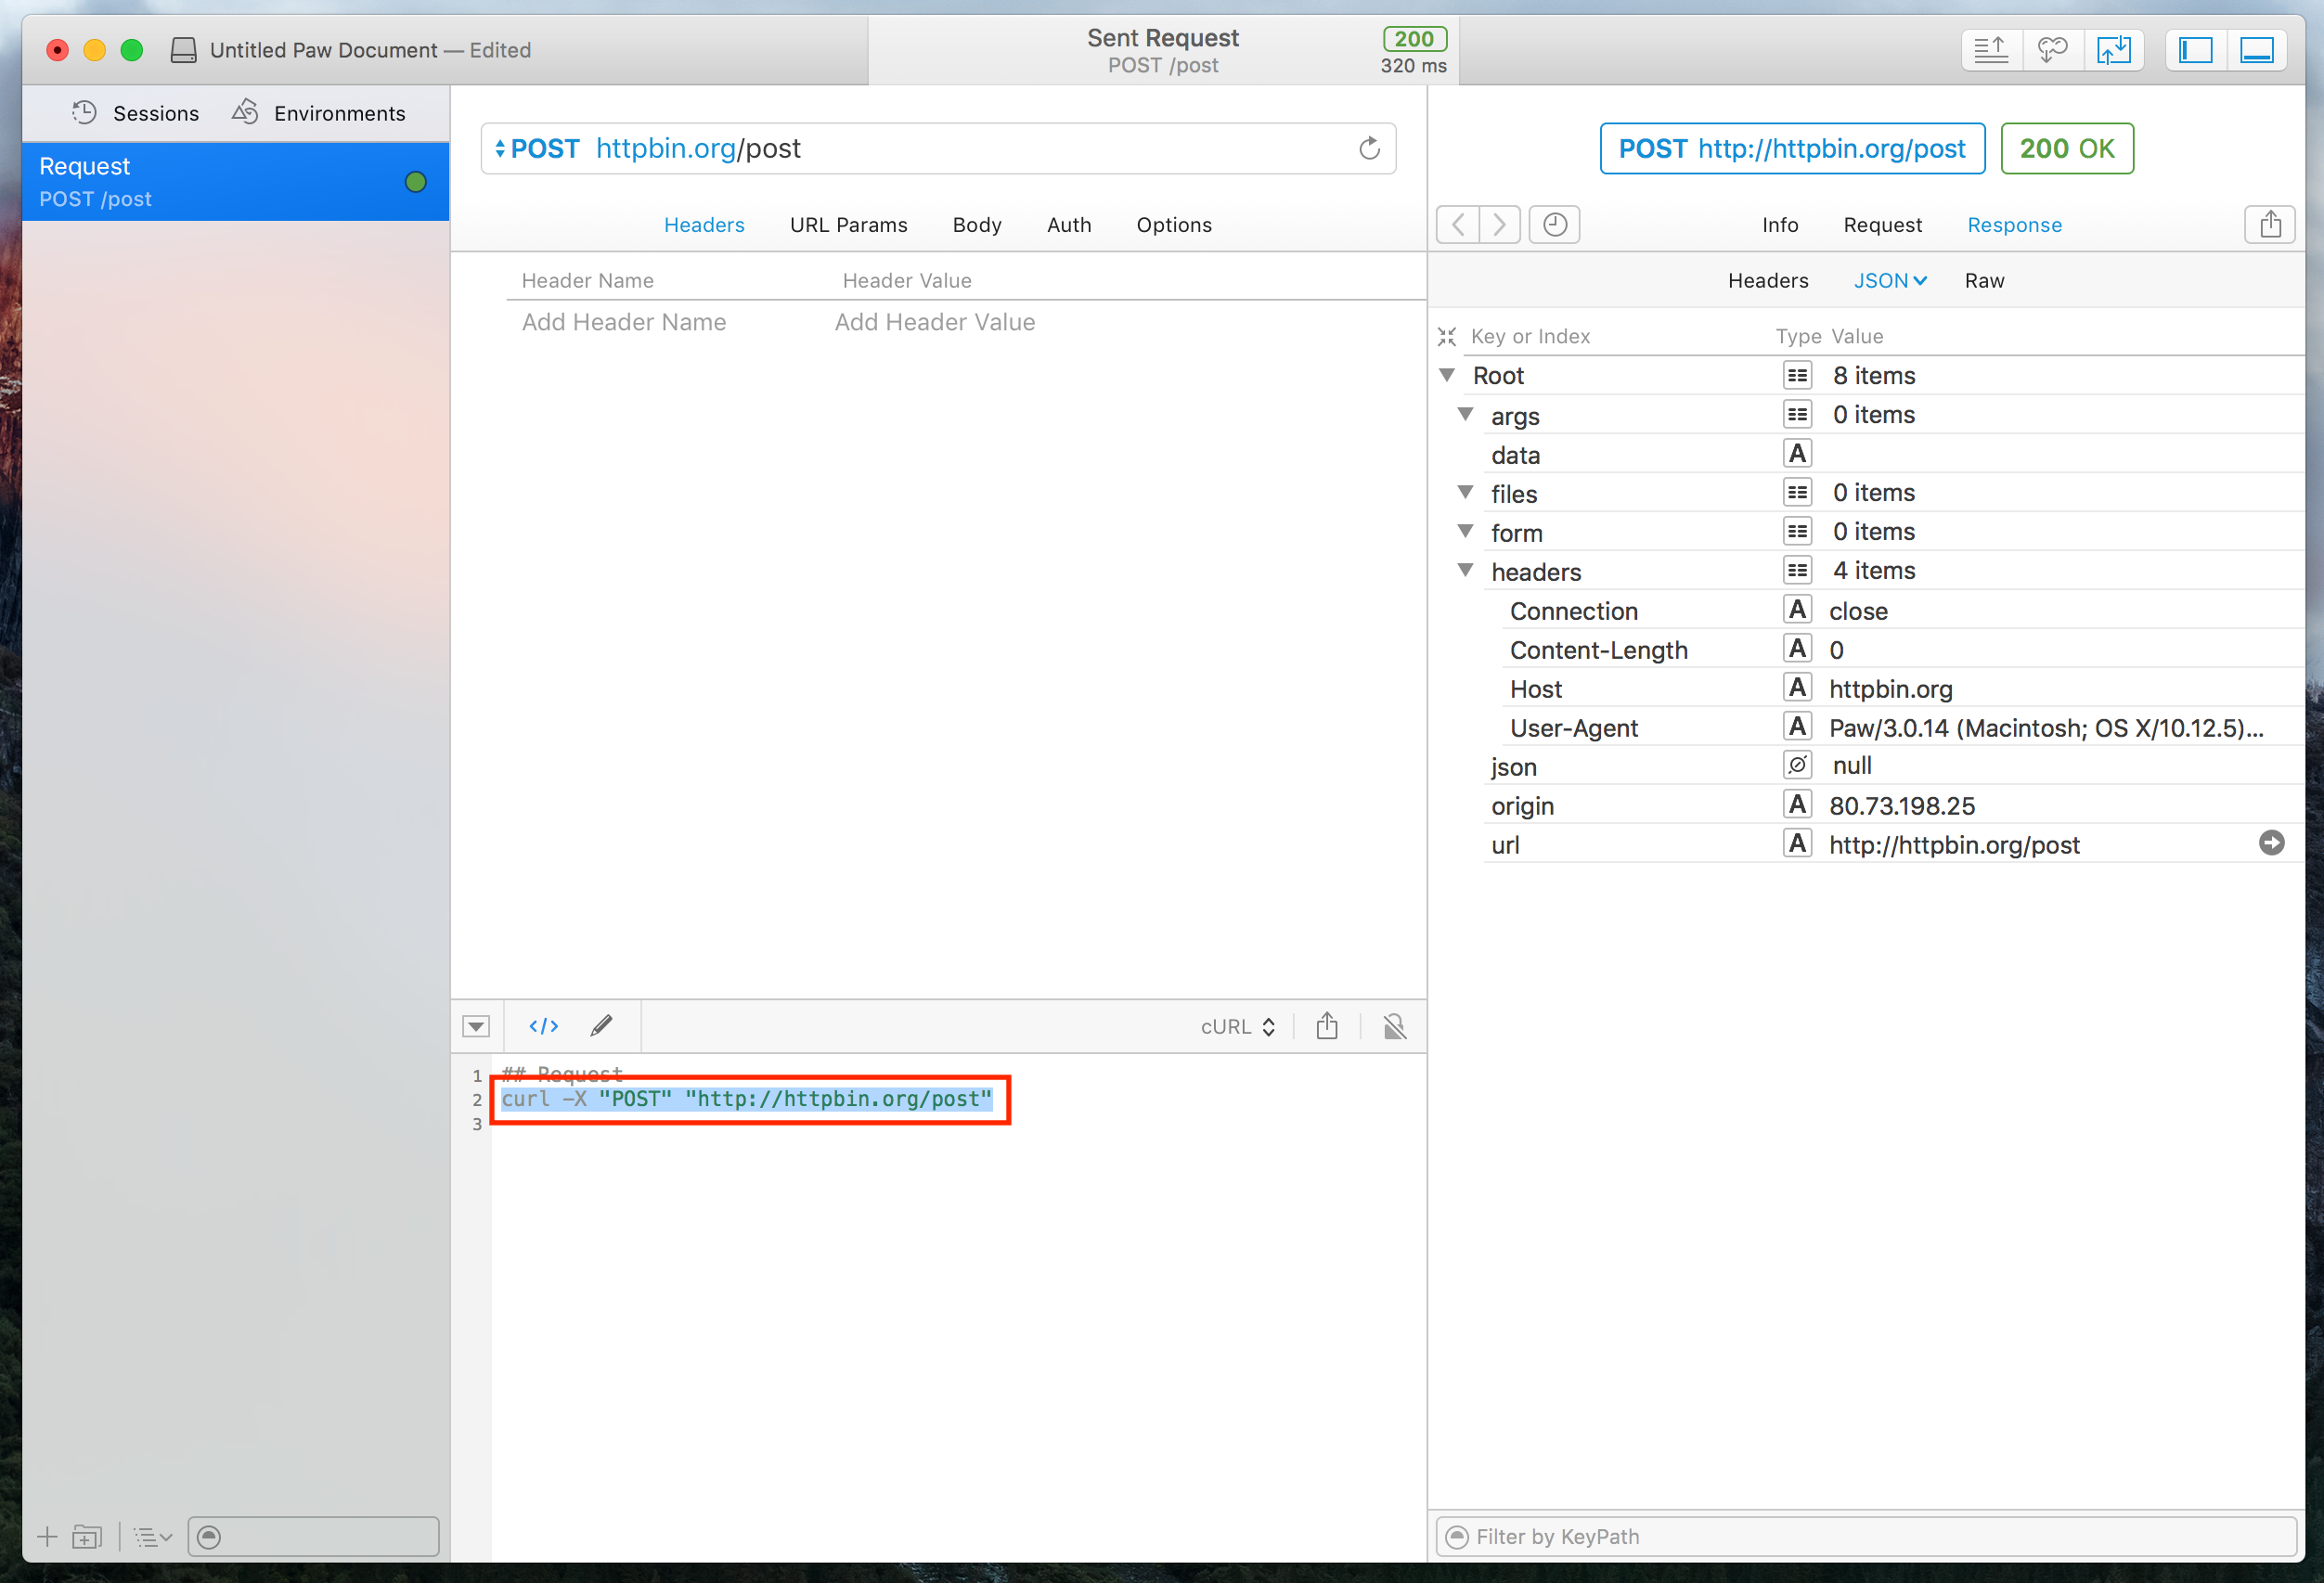 Untitled Paw Document — Edited
Sent Request
POST /post
200
320 ms
Sessions
Environments
Request
POST /post
POST httpbin.org/post
Headers
URL Params
Body
Auth
Options
Header Name
Header Value
Add Header Name
Add Header Value
cURL
1
## Request
2
curl -X "POST" "http://httpbin.org/post"
3
POST http://httpbin.org/post
200 OK
Info
Request
Response
Headers
JSON
Raw
Key or Index
Type
Value
Root
8 items
args
0 items
data
A
files
0 items
form
0 items
headers
4 items
Connection
A
close
Content-Length
A
0
Host
A
httpbin.org
User-Agent
A
Paw/3.0.14 (Macintosh; OS X/10.12.5)...
json
null
origin
A
80.73.198.25
url
A
http://httpbin.org/post
Filter by KeyPath